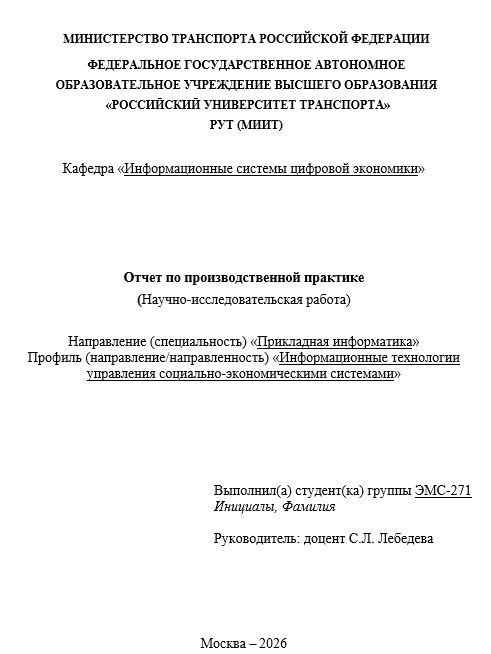 МИНИСТЕРСТВО ТРАНСПОРТА РОССИЙСКОЙ ФЕДЕРАЦИИ
ФЕДЕРАЛЬНОЕ ГОСУДАРСТВЕННОЕ АВТОНОМНОЕ
ОБРАЗОВАТЕЛЬНОЕ УЧРЕЖДЕНИЕ ВЫСШЕГО ОБРАЗОВАНИЯ
«РОССИЙСКИЙ УНИВЕРСИТЕТ ТРАНСПОРТА»
РУТ (МИИТ)
Кафедра «Информационные системы цифровой экономики»
Отчет по производственной практике
(Научно-исследовательская работа)
Направление (специальность) «Прикладная информатика»
Профиль (направление/направленность) «Информационные технологии
управления социально-экономическими системами»
Выполнил(а) студент(ка) группы ЭМС-271
Инициалы, Фамилия
Руководитель: доцент С.Л. Лебедева
Москва – 2026